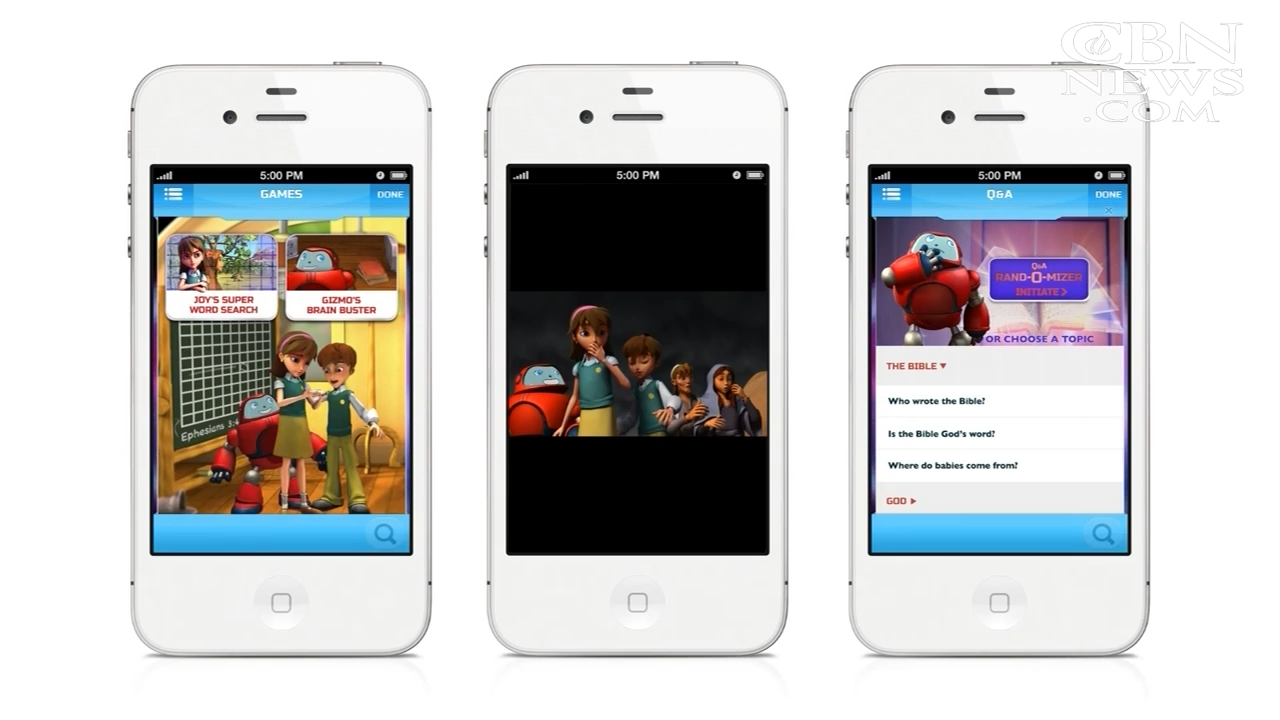 CBN
NEWS
.COM
5:00 PM
GAMES
DONE
JOY'S SUPER
WORD SEARCH
GIZMO'S
BRAIN BUSTER
Ephesians
5:00 PM
5:00 PM
Q&A
DONE
Q&A
RAND-O-MIZER
INITIATE >
OR CHOOSE A TOPIC
THE BIBLE ▼
Who wrote the Bible?
Is the Bible God's word?
Where do babies come from?
GOD ▶